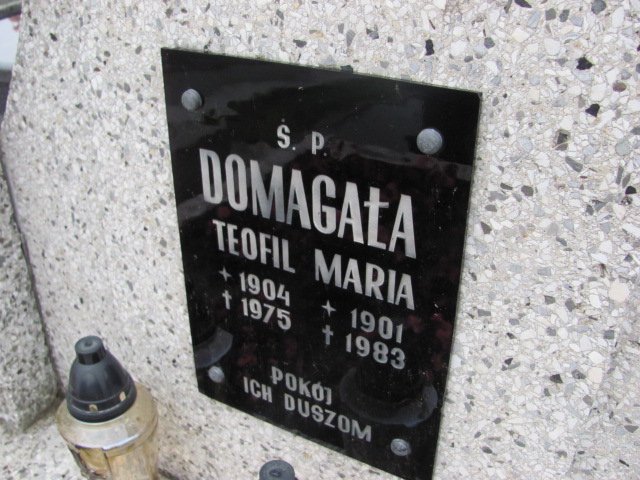 Ś. P.
DOMAGAŁA
TEOFIL MARIA
+ 1904 + 1901
† 1975 † 1983
POKÓJ
ICH DUSZOM